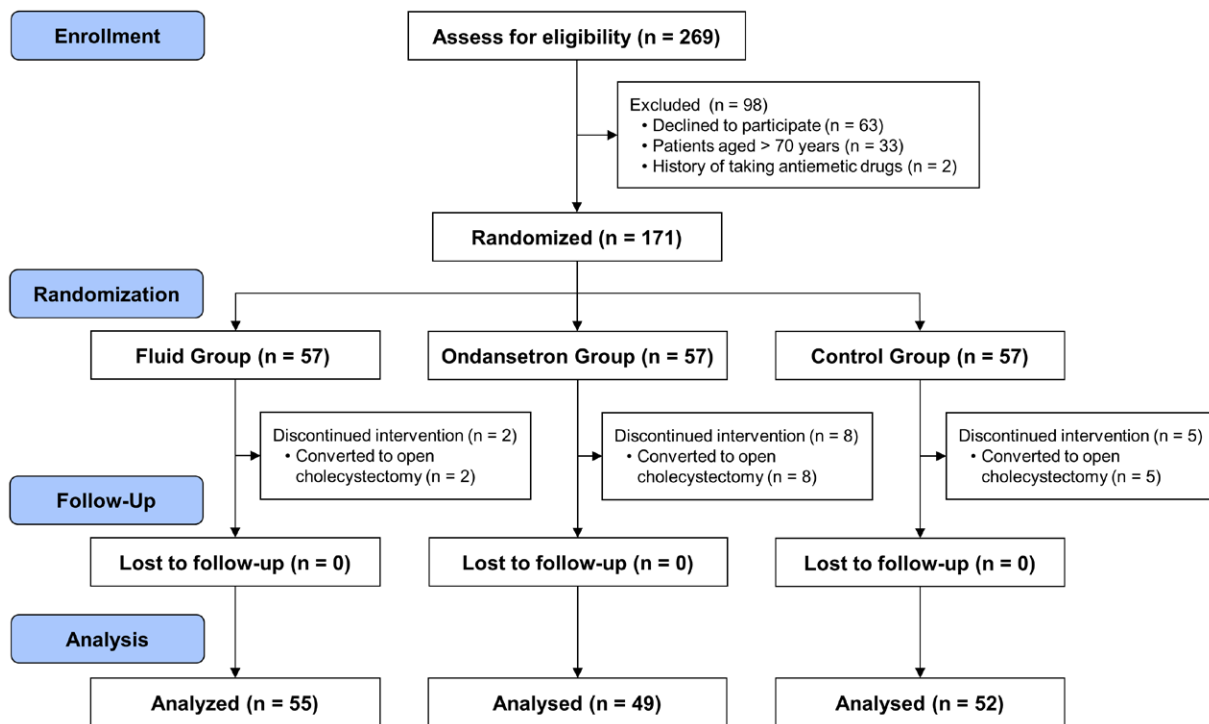 Enrollment
Assess for eligibility (n = 269)
Excluded  (n = 98)
• Declined to participate (n = 63)
• Patients aged > 70 years (n = 33)
• History of taking antiemetic drugs (n = 2)
Randomized (n = 171)
Randomization
Fluid Group (n = 57)
Ondansetron Group (n = 57)
Control Group (n = 57)
Discontinued intervention (n = 2)
• Converted to open
cholecystectomy (n = 2)
Discontinued intervention (n = 8)
• Converted to open
cholecystectomy (n = 8)
Discontinued intervention (n = 5)
• Converted to open
cholecystectomy (n = 5)
Follow-Up
Lost to follow-up (n = 0)
Lost to follow-up (n = 0)
Lost to follow-up (n = 0)
Analysis
Analyzed (n = 55)
Analysed (n = 49)
Analysed (n = 52)